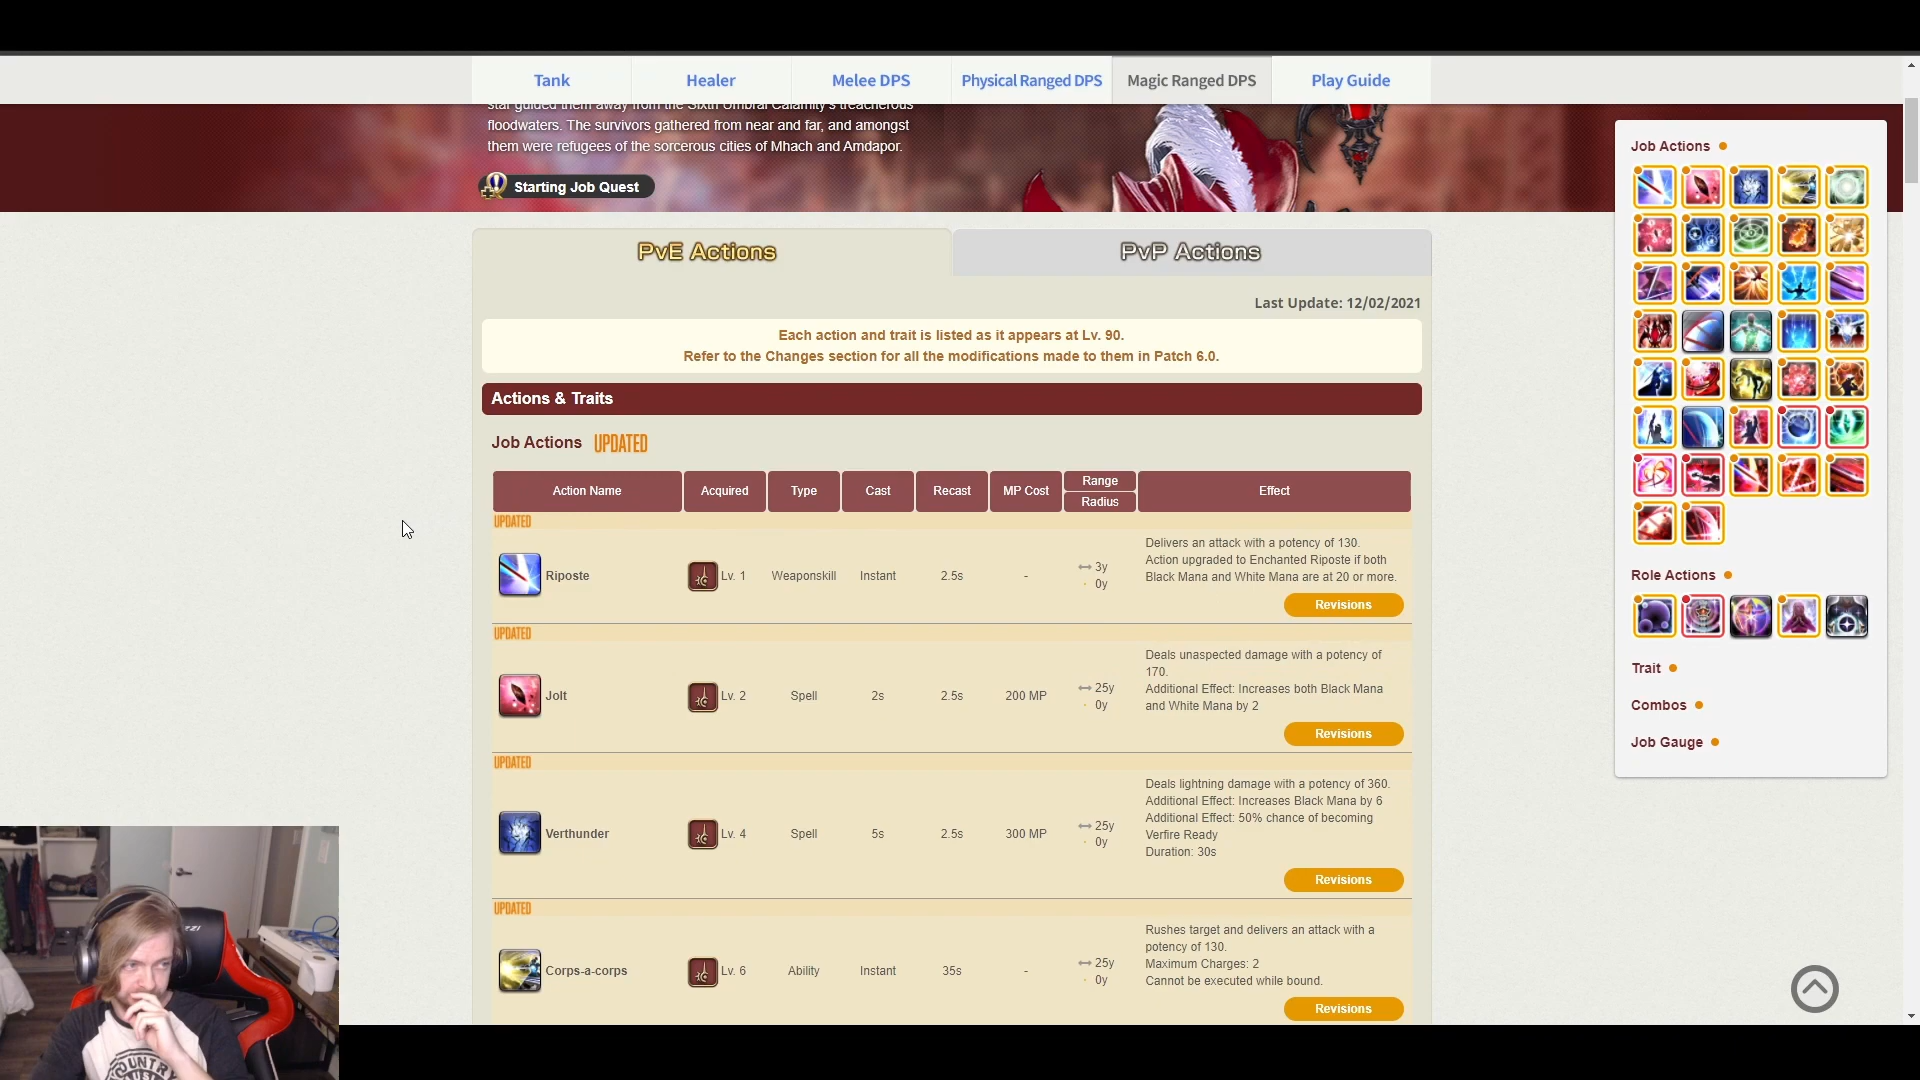 Tank
Healer
Melee DPS
Physical Ranged DPS
Magic Ranged DPS
Play Guide
star guided them away from the Sixth Umbral Calamity's treacherous
floodwaters. The survivors gathered from near and far, and amongst
them were refugees of the sorcerous cities of Mhach and Amdapor.
Starting Job Quest
PvE Actions
PvP Actions
Last Update: 12/02/2021
Each action and trait is listed as it appears at Lv. 90.
Refer to the Changes section for all the modifications made to them in Patch 6.0.
Actions & Traits
Job Actions UPDATED
Action Name
Acquired
Type
Cast
Recast
MP Cost
Range
Radius
Effect
UPDATED
Riposte
Lv. 1
Weaponskill
Instant
2.5s
-
3y
0y
Delivers an attack with a potency of 130.
Action upgraded to Enchanted Riposte if both
Black Mana and White Mana are at 20 or more.
Revisions
UPDATED
Jolt
Lv. 2
Spell
2s
2.5s
200 MP
25y
0y
Deals unaspected damage with a potency of
170.
Additional Effect: Increases both Black Mana
and White Mana by 2
Revisions
UPDATED
Verthunder
Lv. 4
Spell
5s
2.5s
300 MP
25y
0y
Deals lightning damage with a potency of 360.
Additional Effect: Increases Black Mana by 6
Additional Effect: 50% chance of becoming
Verfire Ready
Duration: 30s
Revisions
UPDATED
Corps-a-corps
Lv. 6
Ability
Instant
35s
-
25y
0y
Rushes target and delivers an attack with a
potency of 130.
Maximum Charges: 2
Cannot be executed while bound.
Revisions
Job Actions
Role Actions
Trait
Combos
Job Gauge